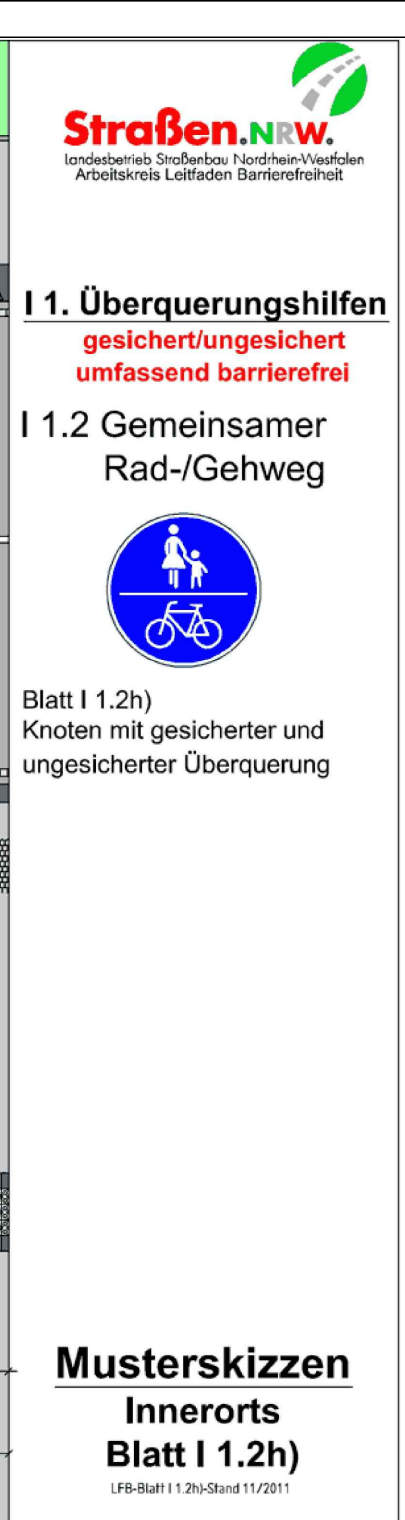 Straßen.NRW.
Landesbetrieb Straßenbau Nordrhein-Westfalen
Arbeitskreis Leitfaden Barrierefreiheit
I 1. Überquerungshilfen
gesichert/ungesichert
umfassend barrierefrei
I 1.2 Gemeinsamer
Rad-/Gehweg
Blatt I 1.2h)
Knoten mit gesicherter und
ungesicherter Überquerung
Musterskizzen
Innerorts
Blatt I 1.2h)
LFB-Blatt I 1.2h)-Stand 11/2011